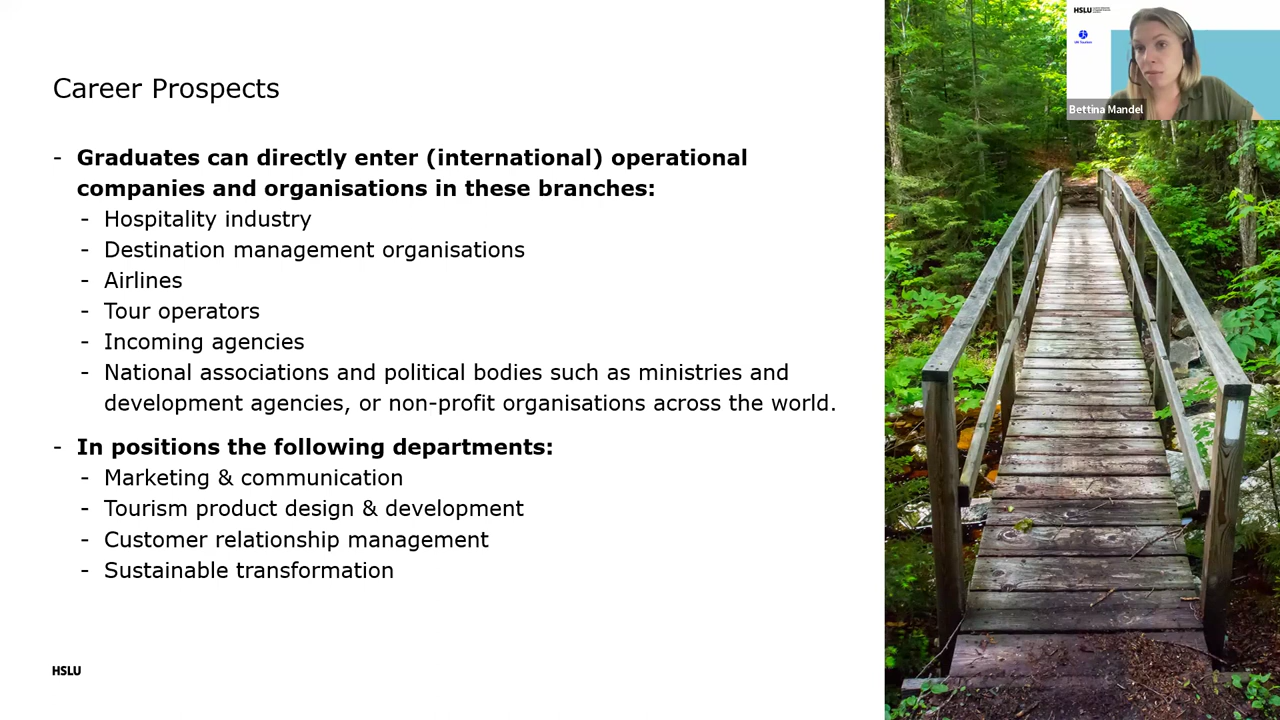 Career Prospects
- Graduates can directly enter (international) operational
companies and organisations in these branches:
- Hospitality industry
- Destination management organisations
- Airlines
- Tour operators
- Incoming agencies
- National associations and political bodies such as ministries and
development agencies, or non-profit organisations across the world.
- In positions the following departments:
- Marketing & communication
- Tourism product design & development
- Customer relationship management
- Sustainable transformation
HSLU
HSLU
Bettina Mandel